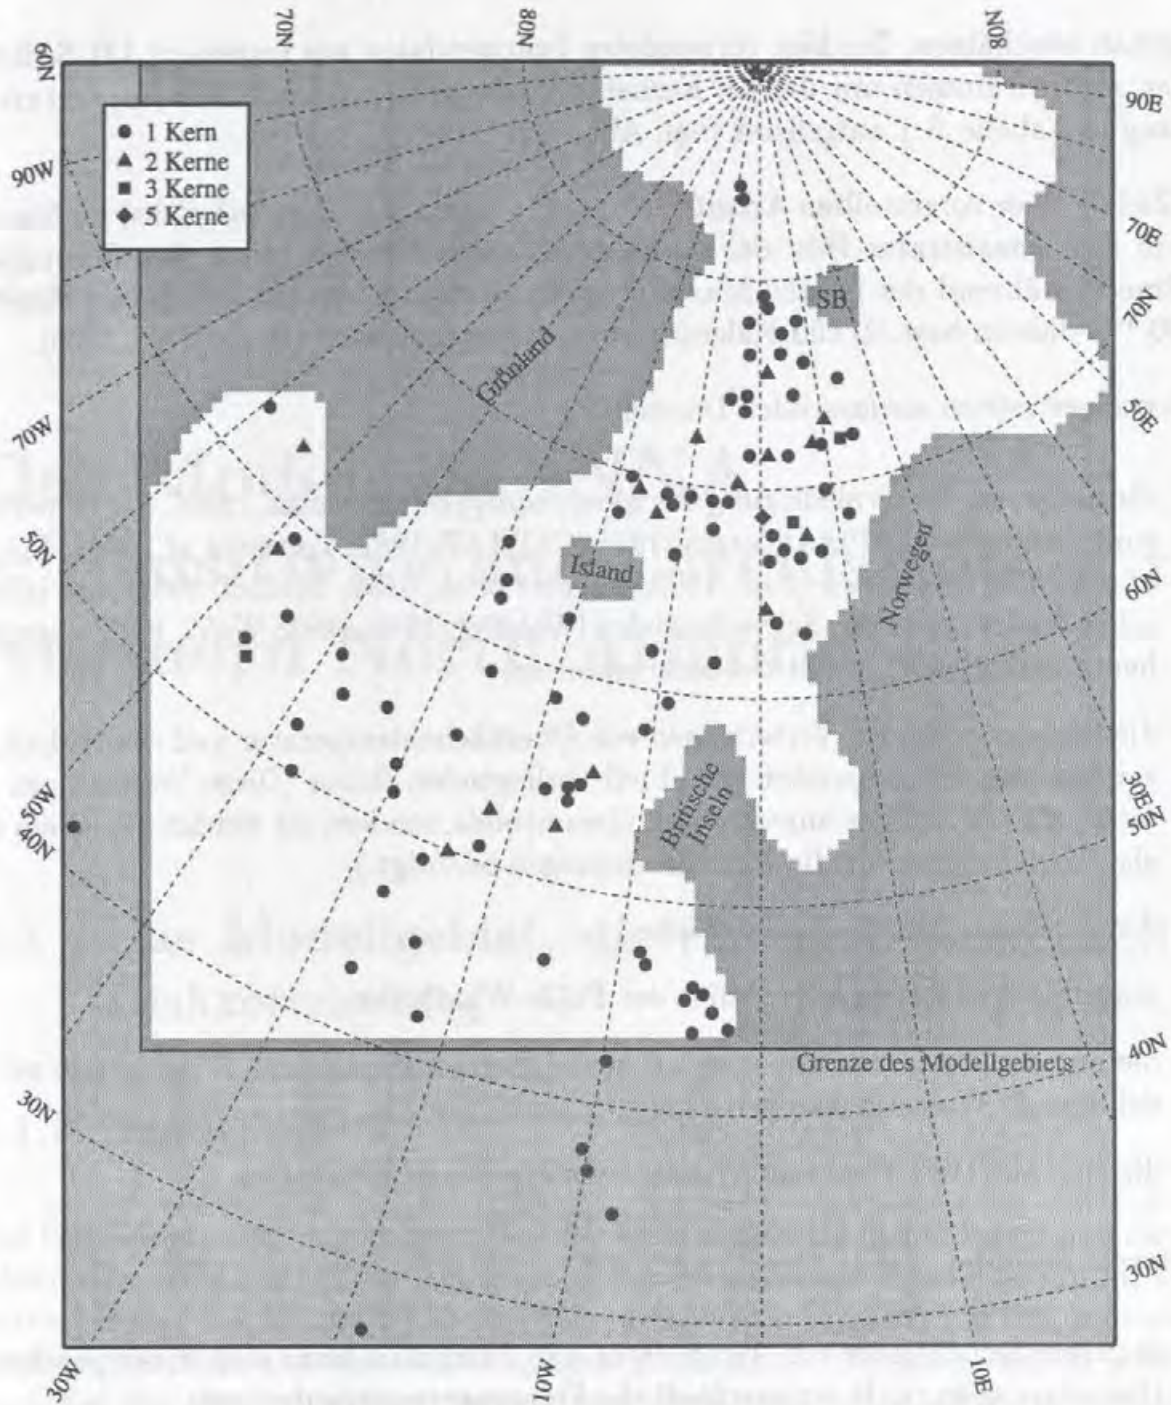 70N
80N
80N
60N
90E
90W
1 Kern
2 Kerne
3 Kerne
5 Kerne
70E
SB
70N
Grönland
50E
70W
50N
Island
Norwegen
60N
50W
40N
Britische
Inseln
30E
50N
Grenze des Modellgebiets
40N
30N
30N
30W
10W
10E